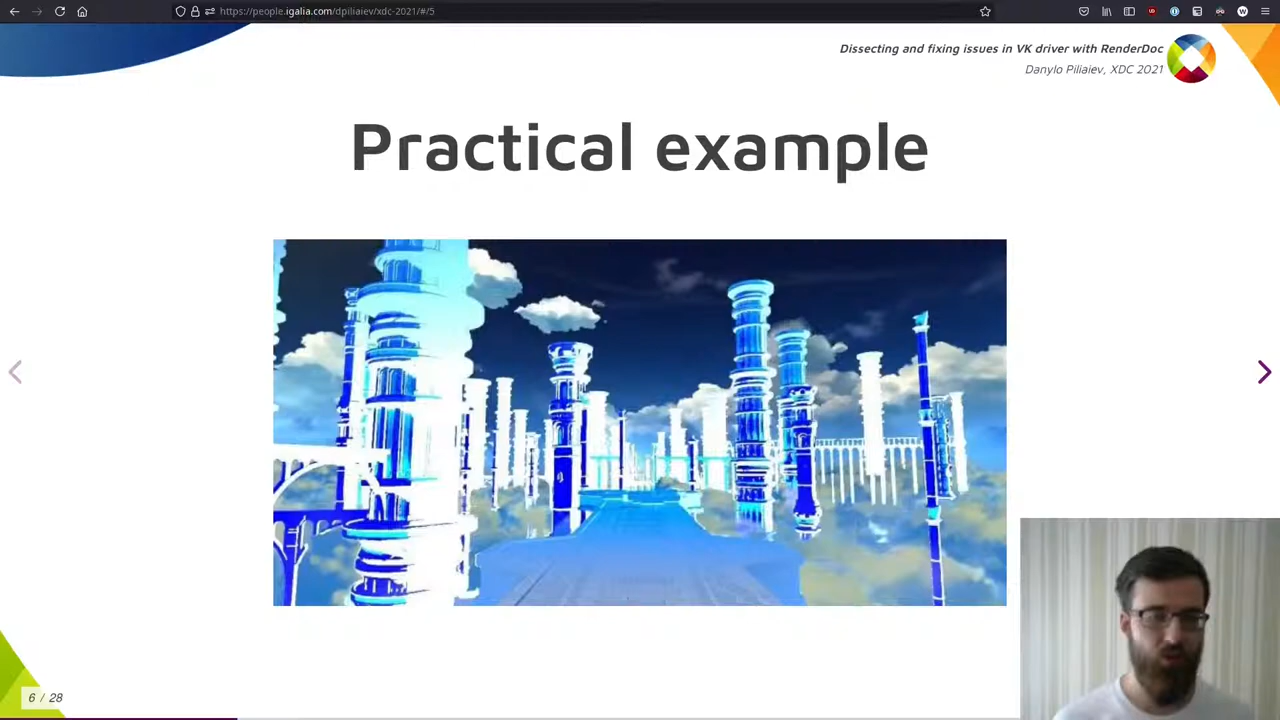 https://people.igalia.com/dpiliaiev/xdc-2021/#/5
Dissecting and fixing issues in VK driver with RenderDoc
Danylo Piliaiev, XDC 2021
Practical example
6 / 28